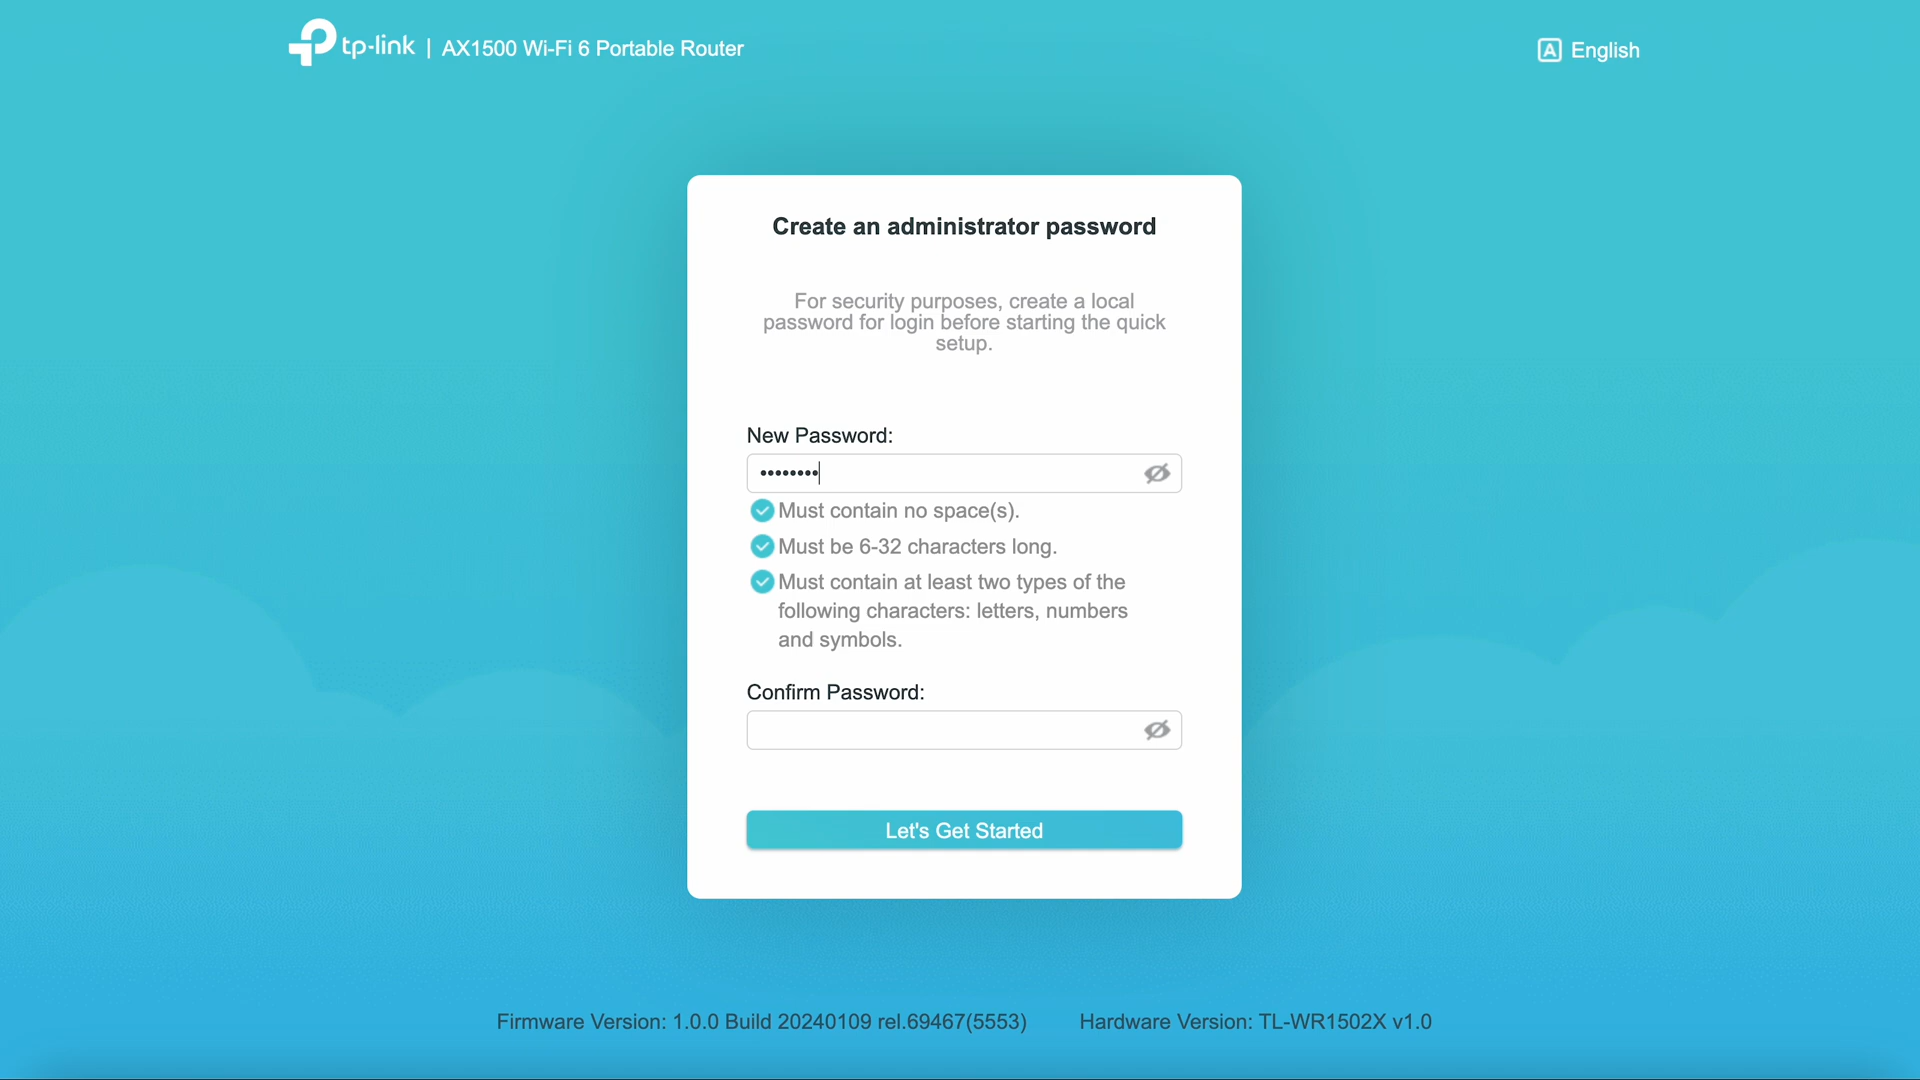 tp-link | AX1500 Wi-Fi 6 Portable Router
A English
Create an administrator password
For security purposes, create a local
password for login before starting the quick
setup.
New Password:
••••••••
Must contain no space(s).
Must be 6-32 characters long.
Must contain at least two types of the
following characters: letters, numbers
and symbols.
Confirm Password:
Let's Get Started
Firmware Version: 1.0.0 Build 20240109 rel.69467(5553) Hardware Version: TL-WR1502X v1.0